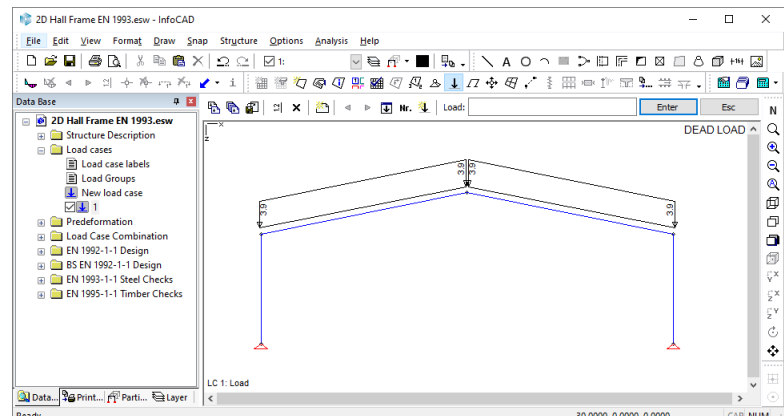 2D Hall Frame EN 1993.esw - InfoCAD
File Edit View Format Draw Snap Structure Options Analysis Help
1:
Data Base
Nr. Load: Enter Esc
2D Hall Frame EN 1993.esw
Structure Description
Load cases
Load case labels
Load Groups
New load case
1
Predeformation
Load Case Combination
EN 1992-1-1 Design
BS EN 1992-1-1 Design
EN 1993-1-1 Steel Checks
EN 1995-1-1 Timber Checks
x
z
DEAD LOAD
3.9
3.9
3.9
3.9
LC 1: Load
N
Data... Print... Parti... Layer
Ready
30.0000, 0.0000, 0.0000
CAP NUM